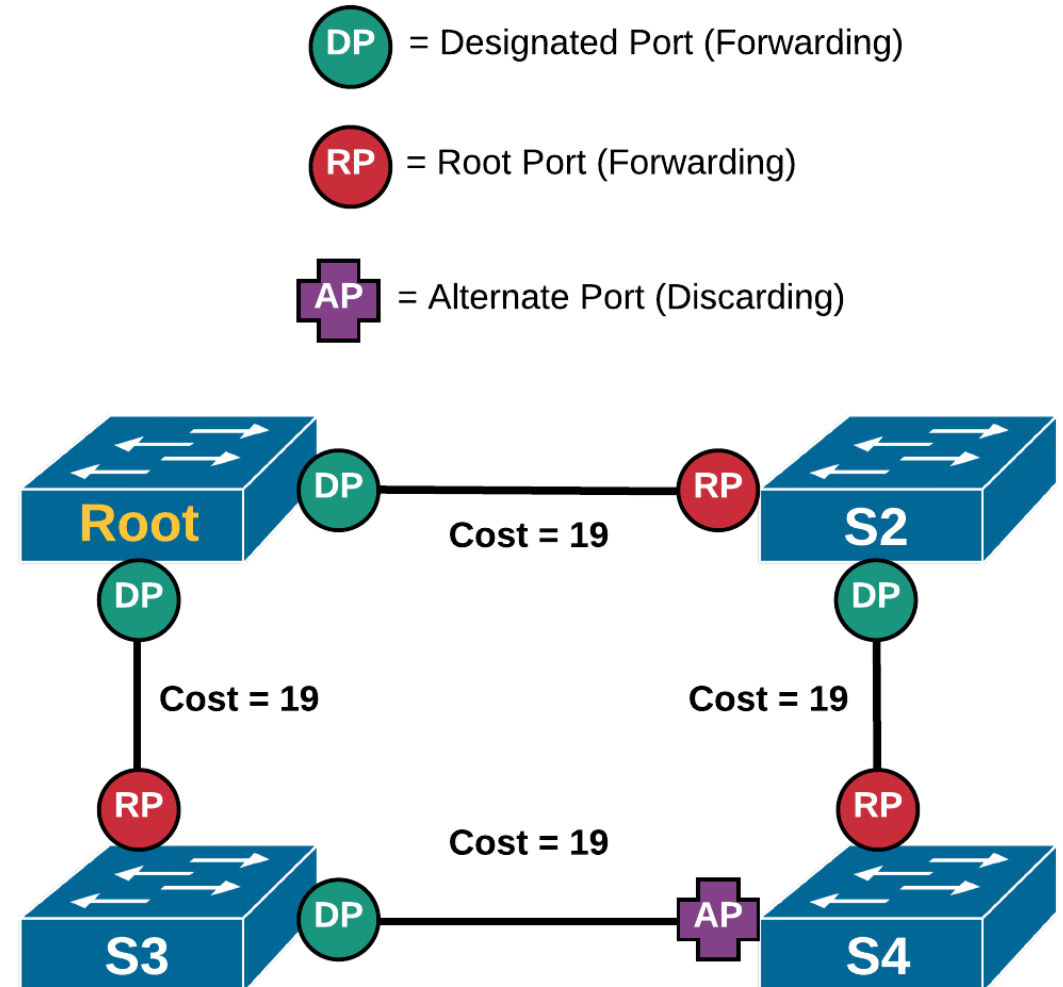 DP = Designated Port (Forwarding)
RP = Root Port (Forwarding)
AP = Alternate Port (Discarding)
Root DP RP S2
Cost = 19
DP DP
Cost = 19 Cost = 19
RP RP
Cost = 19
S3 DP AP S4